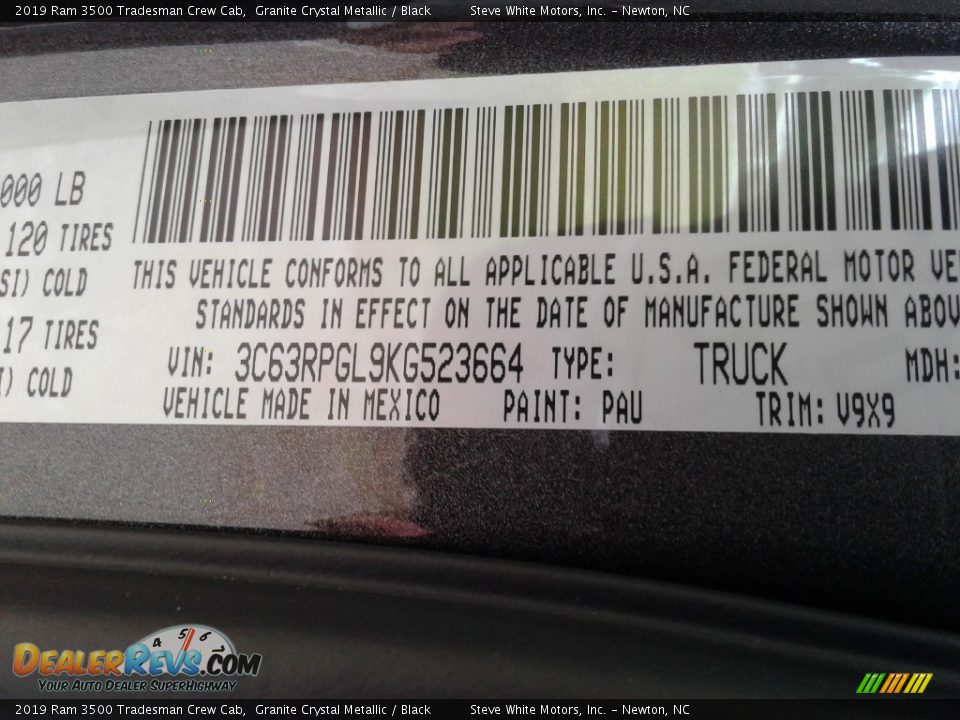 2019 Ram 3500 Tradesman Crew Cab, Granite Crystal Metallic / Black Steve White Motors, Inc. - Newton, NC
000 LB
120 TIRES
SI) COLD
17 TIRES
I) COLD
THIS VEHICLE CONFORMS TO ALL APPLICABLE U.S.A. FEDERAL MOTOR VE
STANDARDS IN EFFECT ON THE DATE OF MANUFACTURE SHOWN ABOV
VIN: 3C63RPGL9KG523664 TYPE: TRUCK MDH:
VEHICLE MADE IN MEXICO PAINT: PAU TRIM: V9X9
4 5 6
DEALERREVS.COM
YOUR AUTO DEALER SUPERHIGHWAY
2019 Ram 3500 Tradesman Crew Cab, Granite Crystal Metallic / Black Steve White Motors, Inc. - Newton, NC